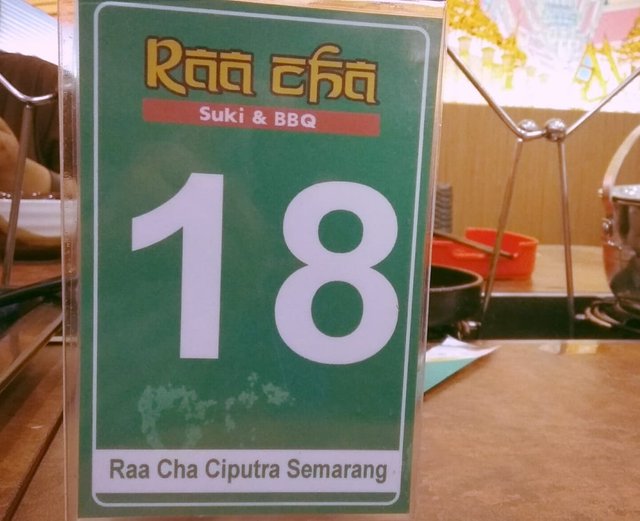 Raa cha
Suki & BBQ
18
Raa Cha Ciputra Semarang